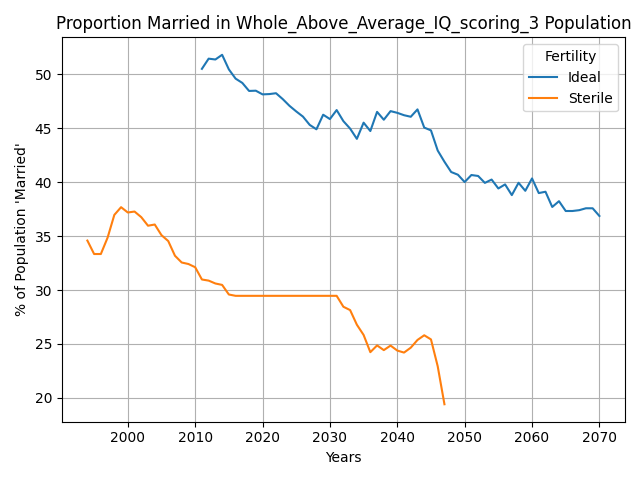 Proportion Married in Whole_Above_Average_IQ_scoring_3 Population
% of Population 'Married'
50
45
40
35
30
25
20
Fertility
Ideal
Sterile
2000 2010 2020 2030 2040 2050 2060 2070
Years